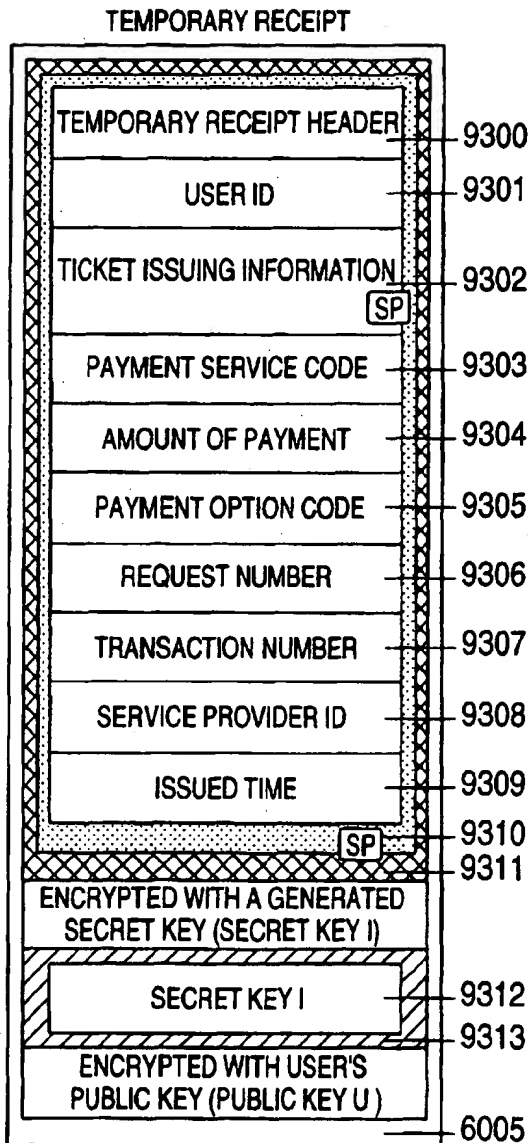 TEMPORARY RECEIPT
TEMPORARY RECEIPT HEADER 9300
USER ID 9301
TICKET ISSUING INFORMATION 9302
SP
PAYMENT SERVICE CODE 9303
AMOUNT OF PAYMENT 9304
PAYMENT OPTION CODE 9305
REQUEST NUMBER 9306
TRANSACTION NUMBER 9307
SERVICE PROVIDER ID 9308
ISSUED TIME 9309
SP 9310
9311
ENCRYPTED WITH A GENERATED
SECRET KEY (SECRET KEY I)
SECRET KEY I 9312
9313
ENCRYPTED WITH USER'S
PUBLIC KEY (PUBLIC KEY U)
6005